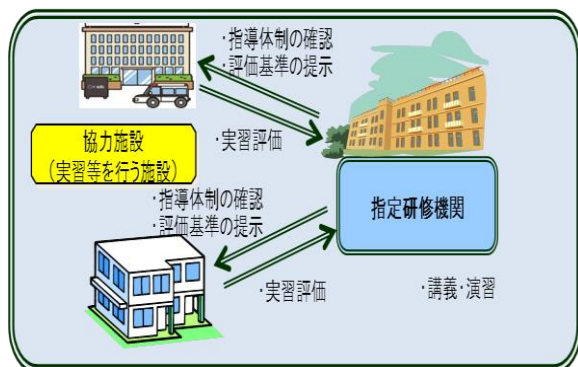 ･指導体制の確認
･評価基準の提示
･実習評価
協力施設
(実習等を行う施設)
･指導体制の確認
･評価基準の提示
指定研修機関
･実習評価
･講義･演習